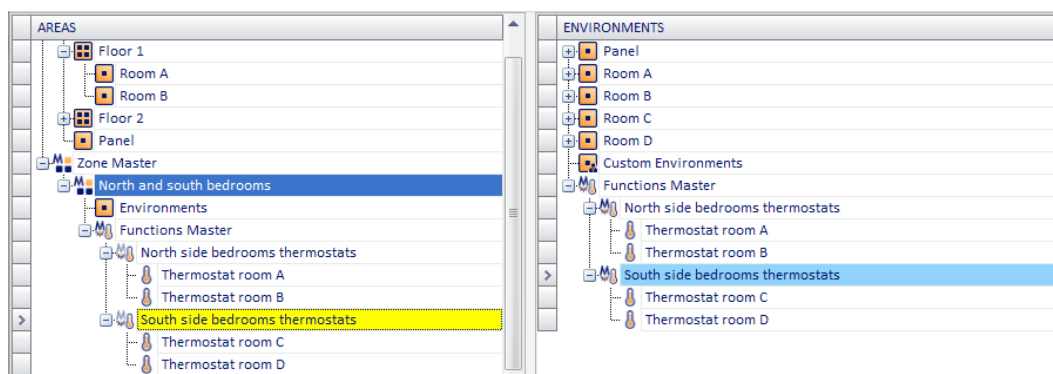 AREAS
Floor 1
Room A
Room B
Floor 2
Panel
Zone Master
North and south bedrooms
Environments
Functions Master
North side bedrooms thermostats
Thermostat room A
Thermostat room B
South side bedrooms thermostats
Thermostat room C
Thermostat room D
ENVIRONMENTS
Panel
Room A
Room B
Room C
Room D
Custom Environments
Functions Master
North side bedrooms thermostats
Thermostat room A
Thermostat room B
South side bedrooms thermostats
Thermostat room C
Thermostat room D